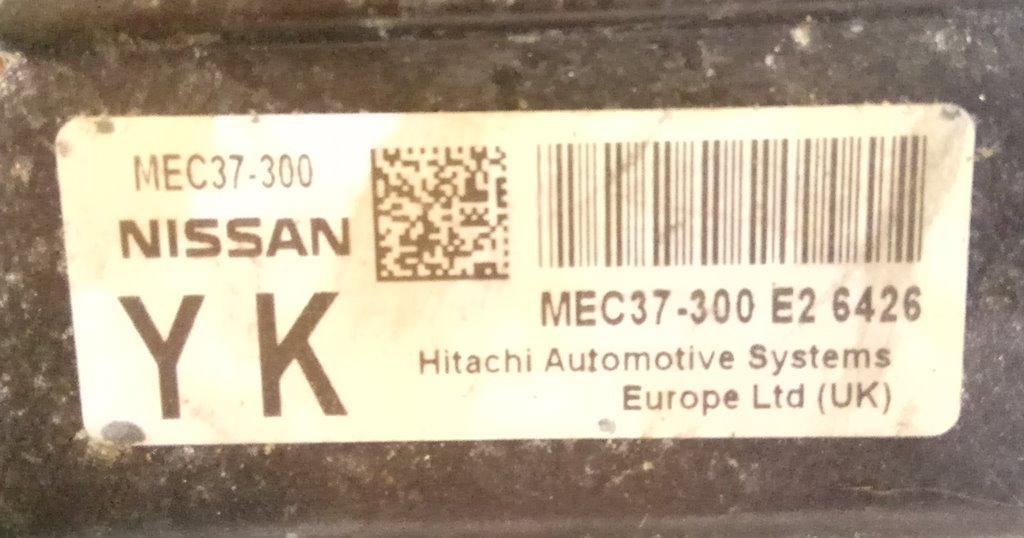 MEC37-300
NISSAN
YK
MEC37-300 E2 6426
Hitachi Automotive Systems
Europe Ltd (UK)